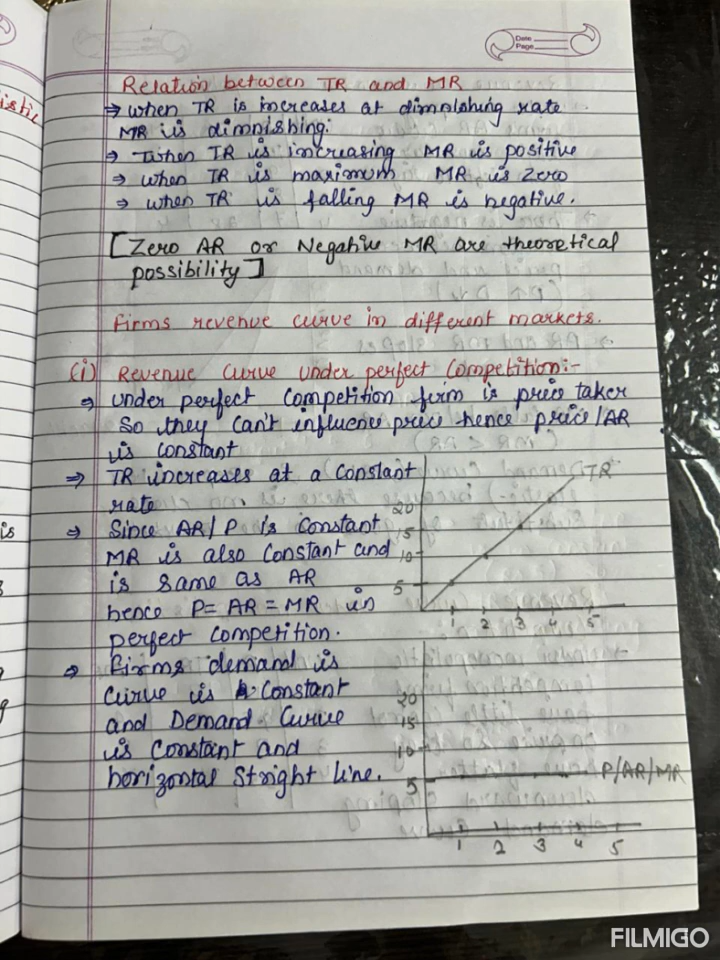 Date
Page
Relation between TR and MR
⇒ when TR is increases at dimnishing rate
MR is dimnishing.
⇒ when TR is increasing MR is positive
⇒ when TR is maximum MR is zero
⇒ when TR is falling MR is negative.
[Zero AR or Negative MR are theoretical
possibility]
Firms revenue curve in different markets.
(i) Revenue Curve under perfect Competition:-
⇒ Under perfect Competition firm is price taker
So they can't influence price hence price/AR
is constant
⇒ TR increases at a constant
rate
⇒ Since AR/P is constant
MR is also constant and
is same as AR
hence P= AR = MR in
perfect competition.
⇒ Firms demand is
curve is constant
and Demand Curve
is constant and
horizontal Stright line.
TR
20
15
10
5
1 2 3 4 5
20
15
10
5
P/AR/MR
1 2 3 4 5
FILMIGO